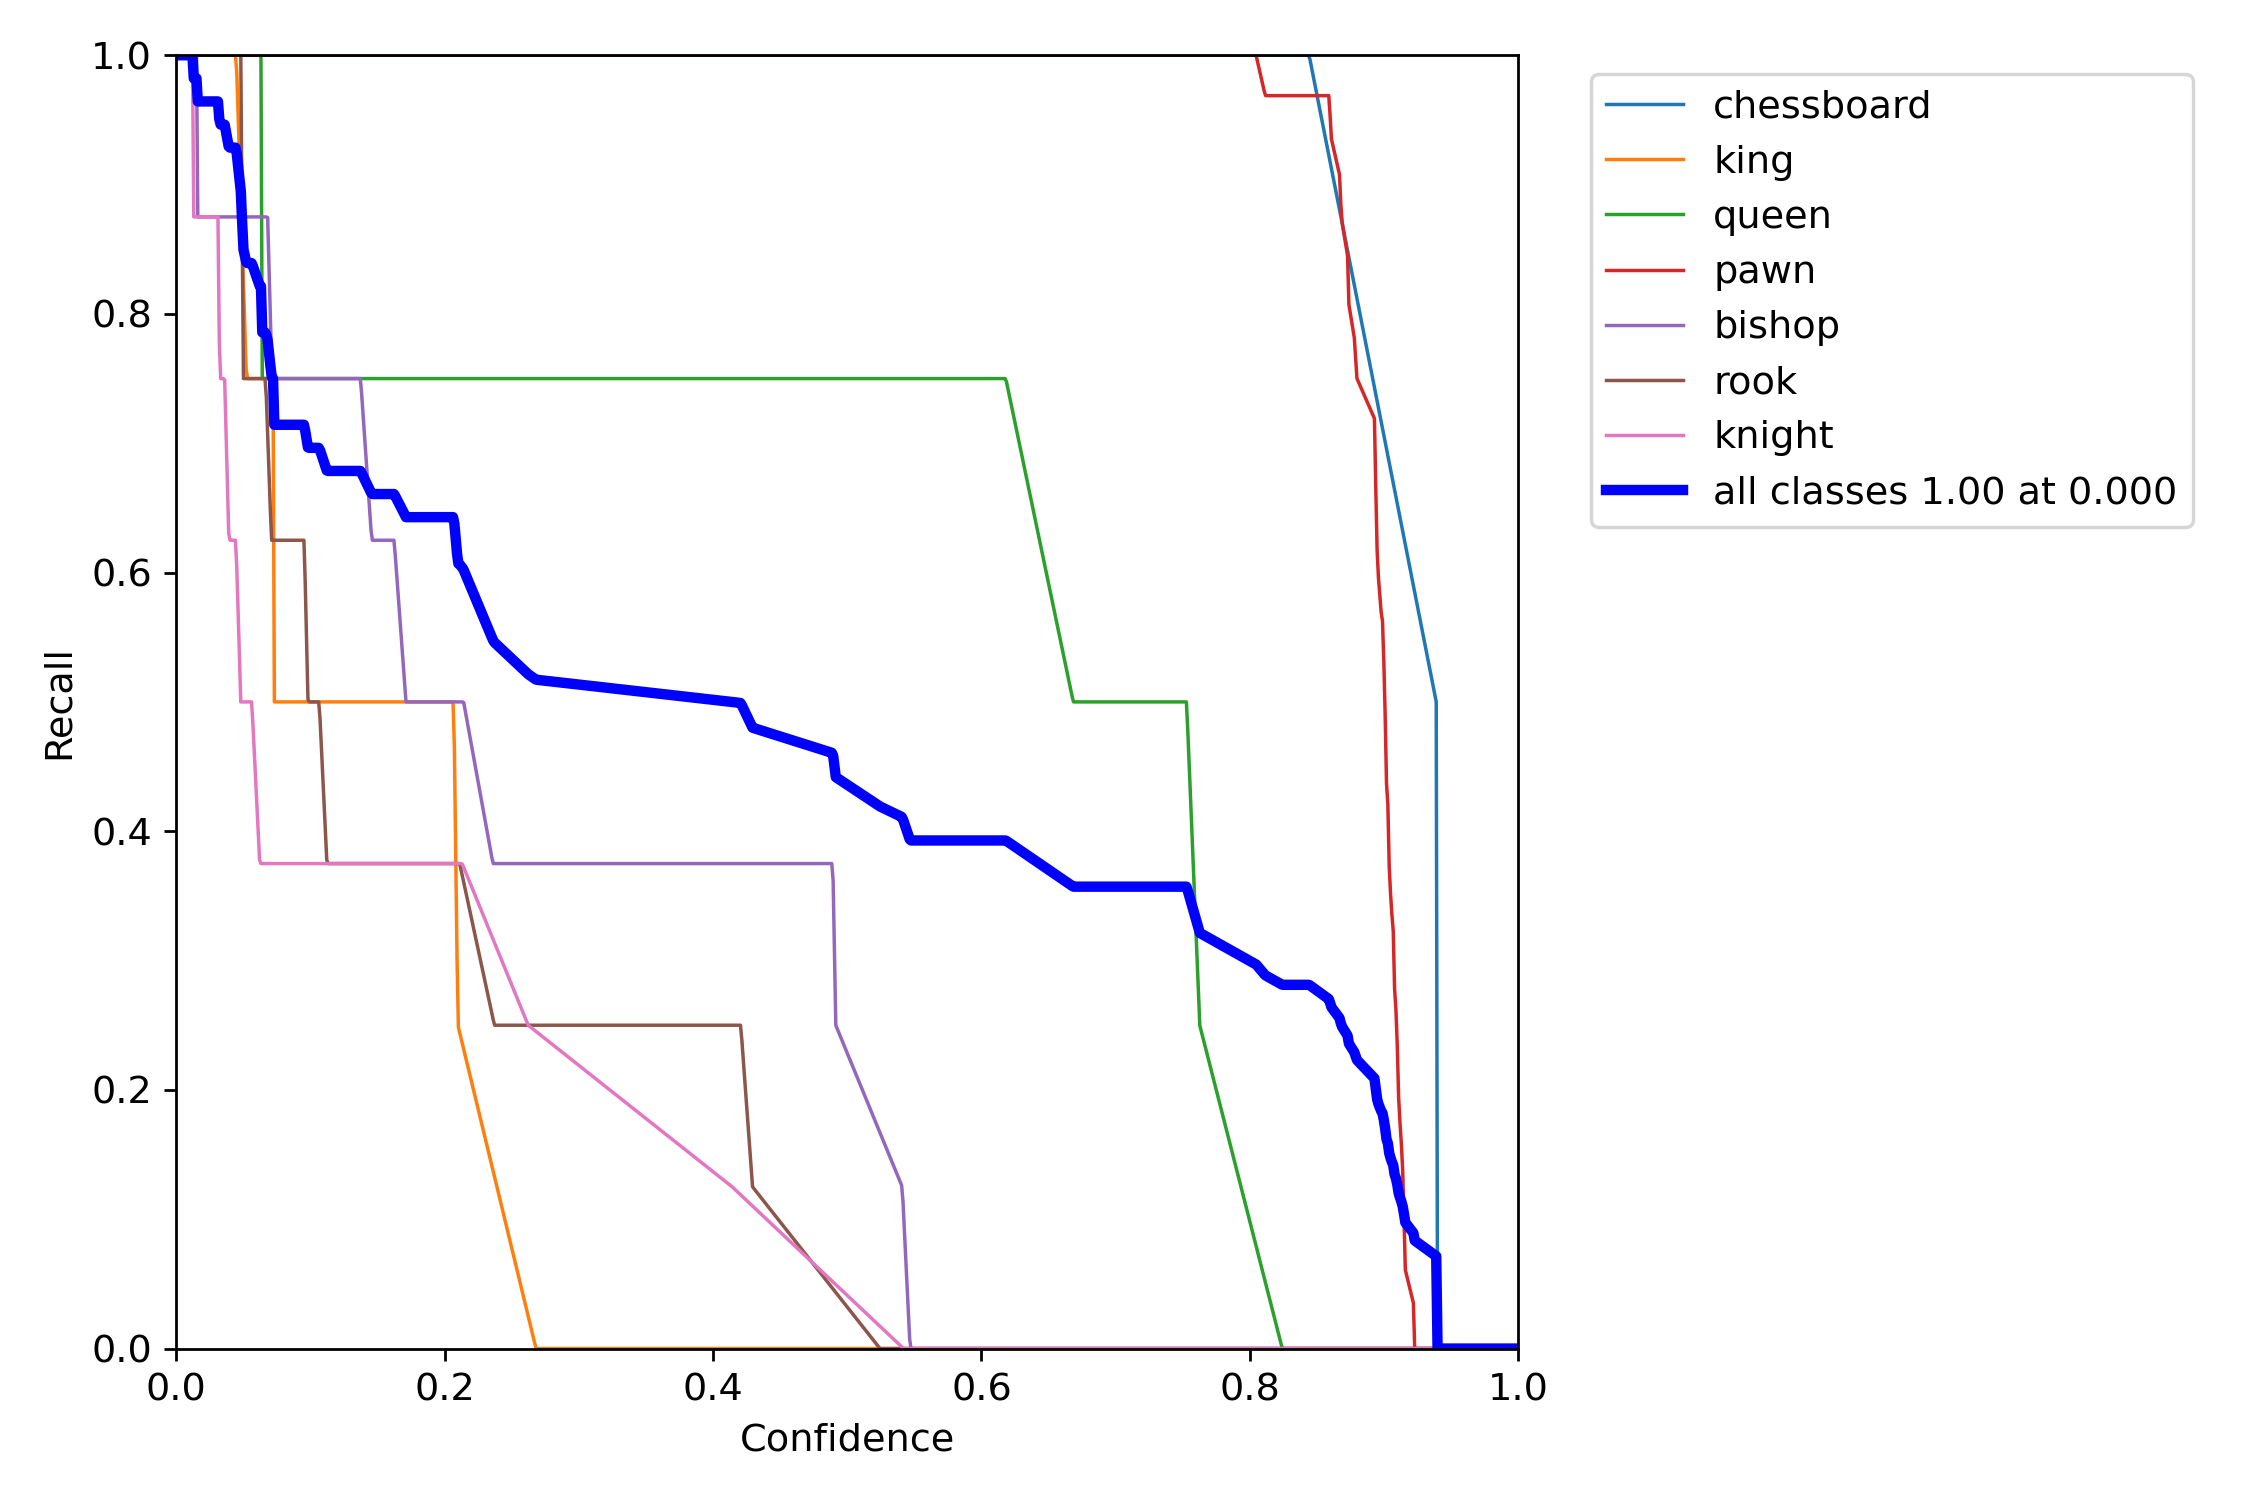 1.0
0.8
0.6
0.4
0.2
0.0
Recall
0.0 0.2 0.4 0.6 0.8 1.0
Confidence
chessboard
king
queen
pawn
bishop
rook
knight
all classes 1.00 at 0.000